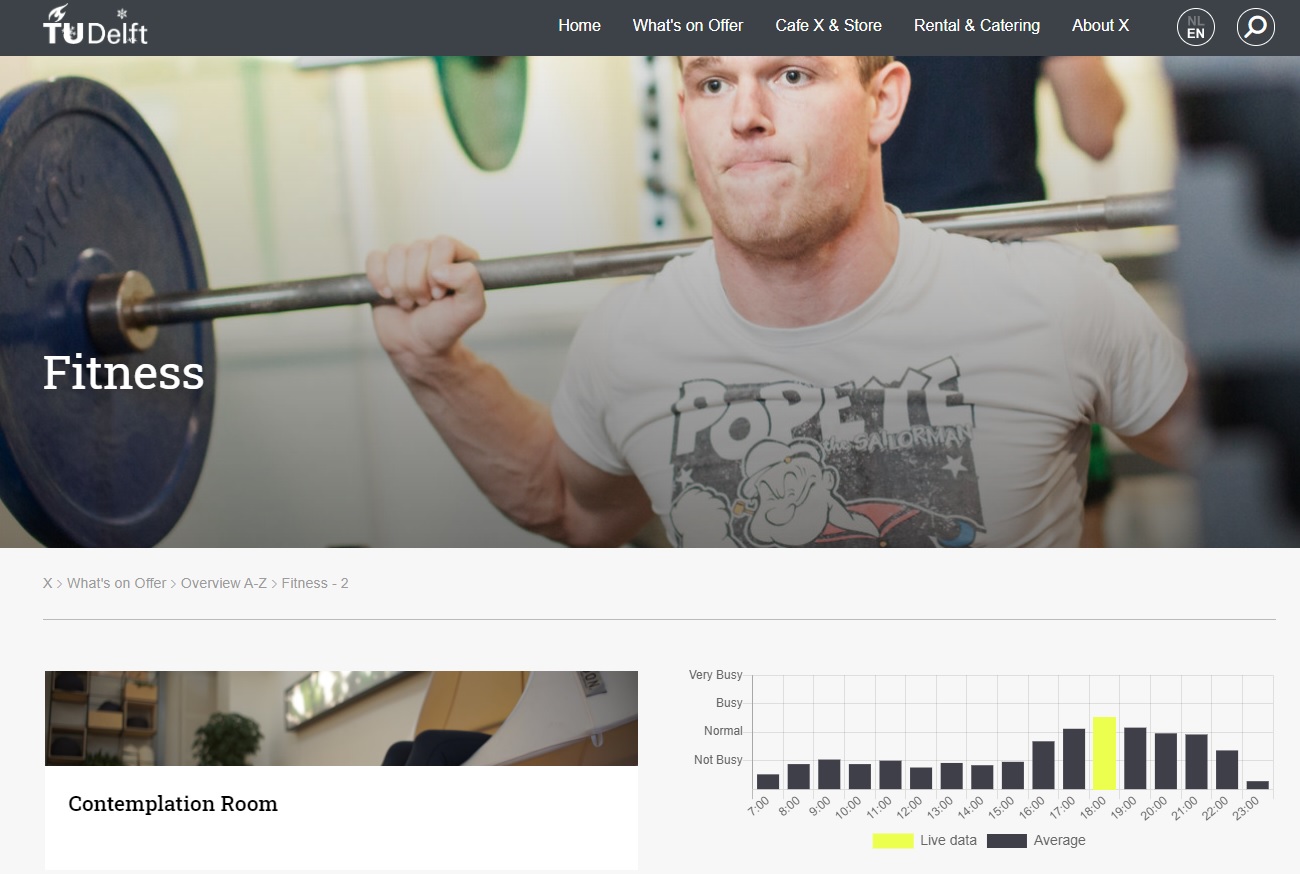 TU Delft
Home What's on Offer Cafe X & Store Rental & Catering About X NL EN
Fitness
POPEYE
the SAILORMAN
X > What's on Offer > Overview A-Z > Fitness - 2
Contemplation Room
Very Busy
Busy
Normal
Not Busy
7:00 8:00 9:00 10:00 11:00 12:00 13:00 14:00 15:00 16:00 17:00 18:00 19:00 20:00 21:00 22:00 23:00
Live data Average